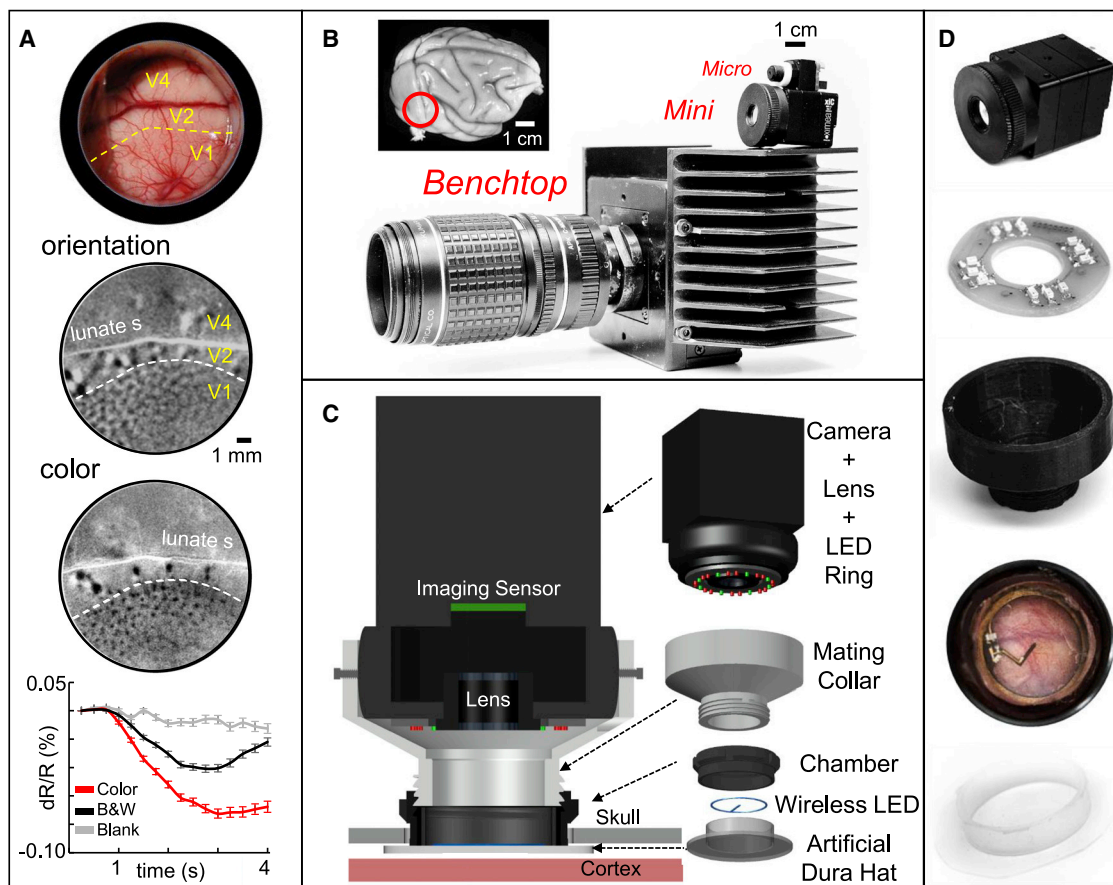 A
V4
V2
V1
orientation
lunate s
V4
V2
V1
1 mm
color
lunate s
0.05
dR/R (%)
Color
B&W
Blank
-0.10
1
time (s)
4
B
1 cm
1 cm
Micro
Mini
Benchtop
ximea
xiC
C
Imaging Sensor
Lens
Skull
Cortex
Camera
+
Lens
+
LED
Ring
Mating
Collar
Chamber
Wireless LED
Artificial
Dura Hat
D